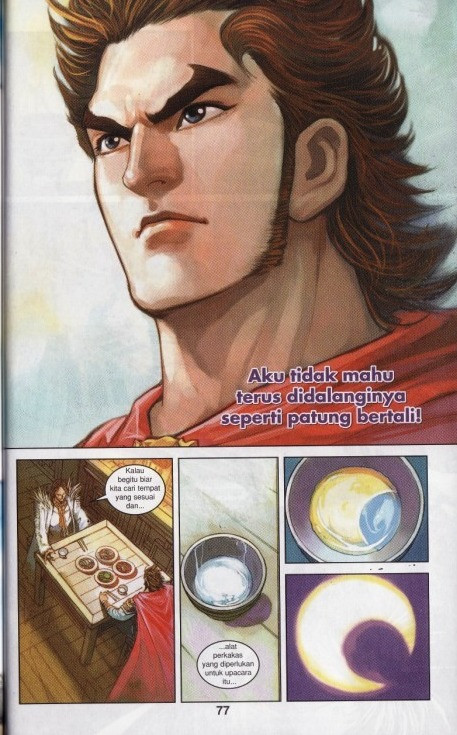 Aku tidak mahu
terus didalanginya
seperti patung bertali!
Kalau
begitu biar
kita cari tempat
yang sesuai
dan...
...alat
perkakas
yang diperlukan
untuk upacara
itu...
77